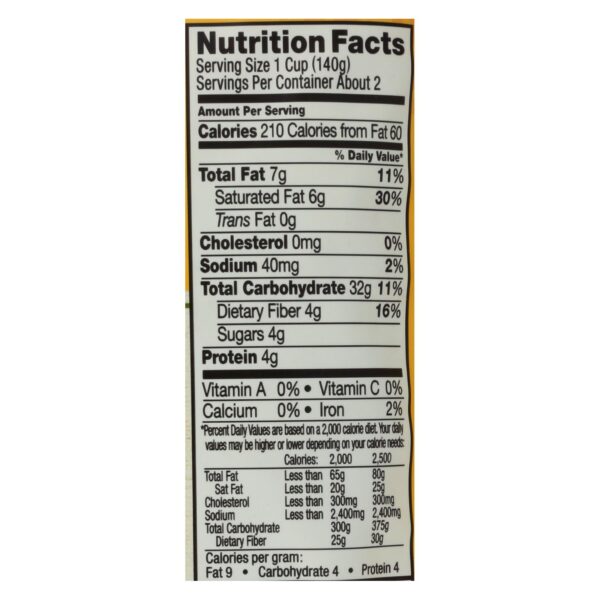 Nutrition Facts
Serving Size 1 Cup (140g)
Servings Per Container About 2
Amount Per Serving
Calories 210 Calories from Fat 60
% Daily Value*
Total Fat 7g 11%
Saturated Fat 6g 30%
Trans Fat 0g
Cholesterol 0mg 0%
Sodium 40mg 2%
Total Carbohydrate 32g 11%
Dietary Fiber 4g 16%
Sugars 4g
Protein 4g
Vitamin A 0% • Vitamin C 0%
Calcium 0% • Iron 2%
*Percent Daily Values are based on a 2,000 calorie diet. Your daily
values may be higher or lower depending on your calorie needs:
Calories: 2,000 2,500
Total Fat Less than 65g 80g
Sat Fat Less than 20g 25g
Cholesterol Less than 300mg 300mg
Sodium Less than 2,400mg 2,400mg
Total Carbohydrate 300g 375g
Dietary Fiber 25g 30g
Calories per gram:
Fat 9 • Carbohydrate 4 • Protein 4